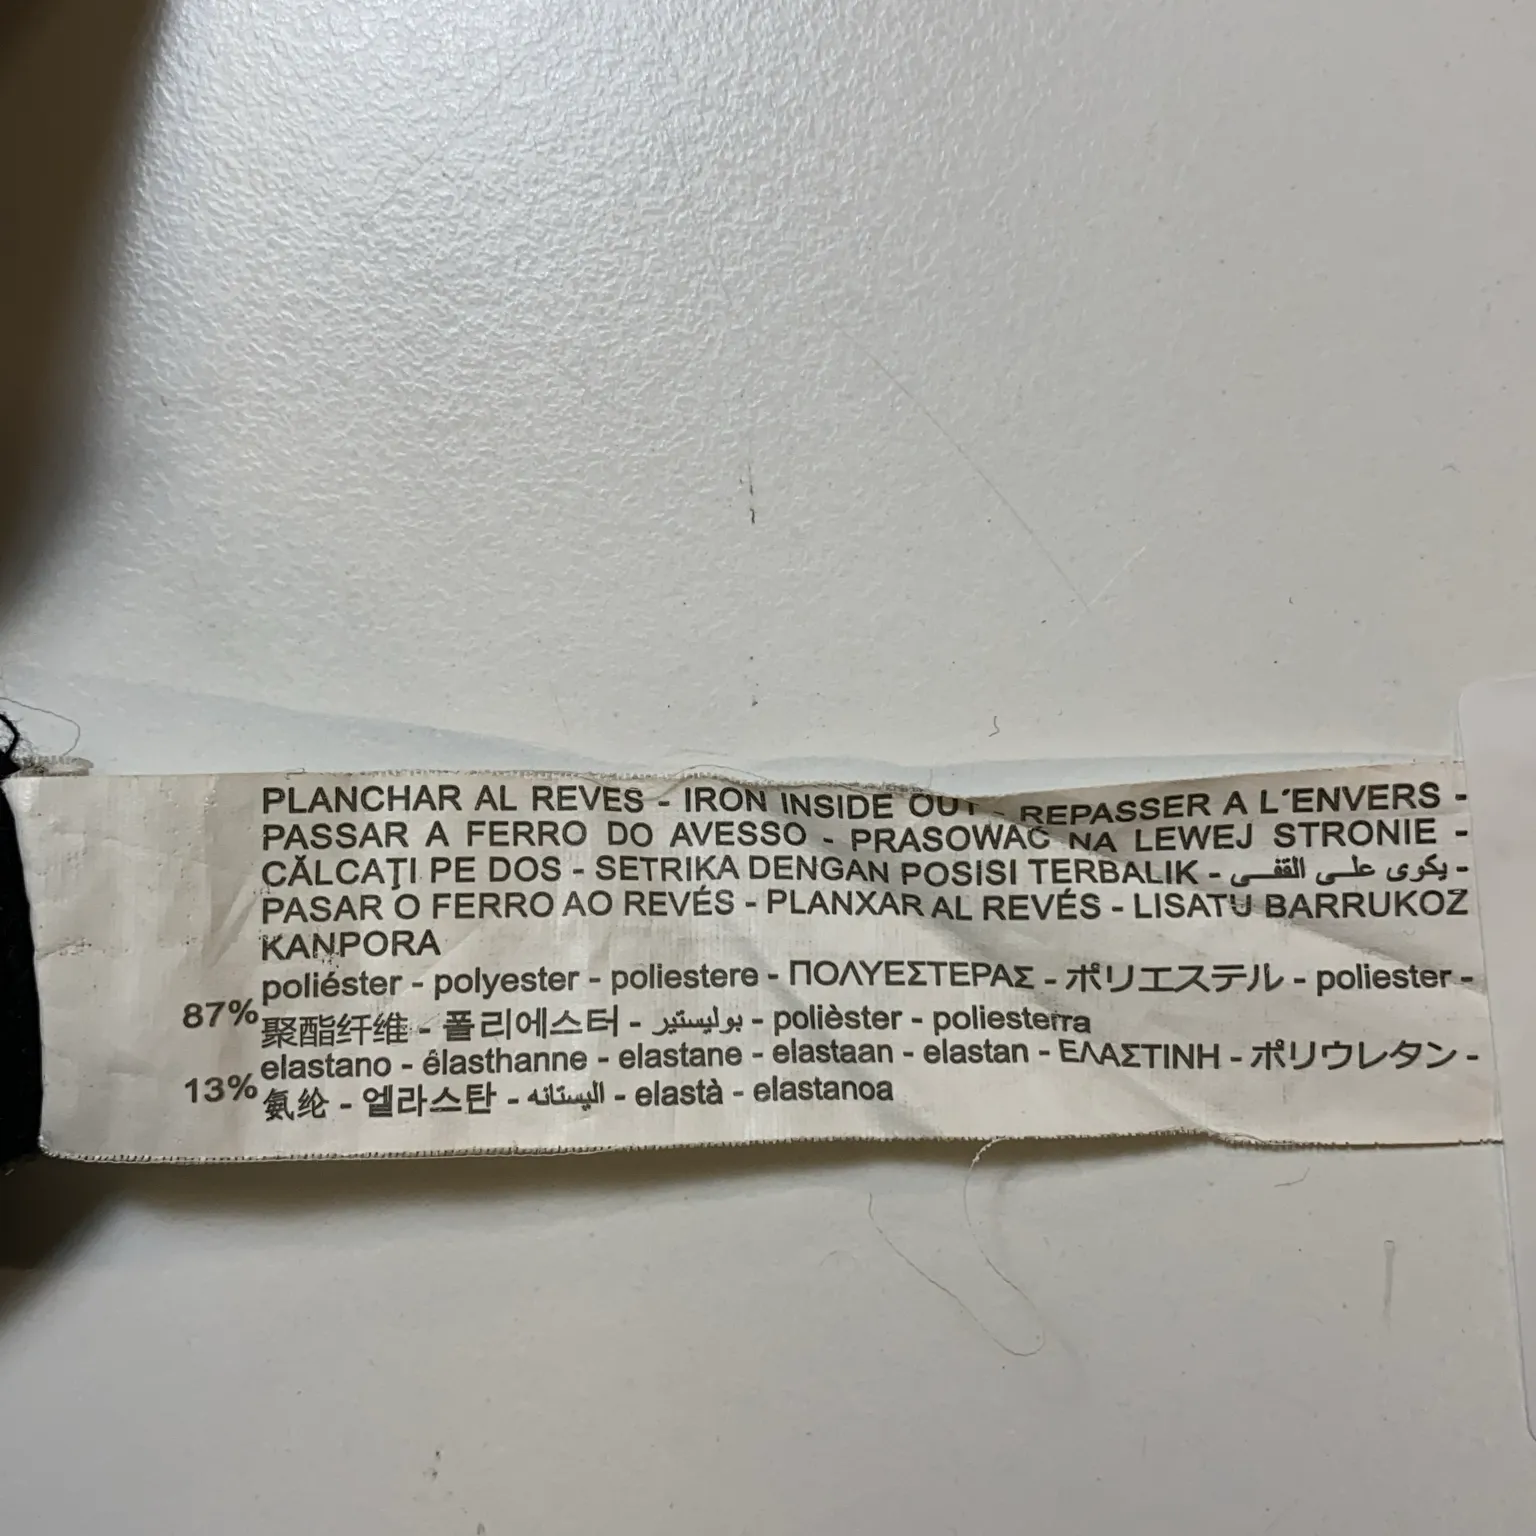 PLANCHAR AL REVES - IRON INSIDE OUT - REPASSER A L´ENVERS -
PASSAR A FERRO DO AVESSO - PRASOWAĆ NA LEWEJ STRONIE -
CĂLCAŢI PE DOS - SETRIKA DENGAN POSISI TERBALIK - يكوى على القفـى -
PASAR O FERRO AO REVÉS - PLANXAR AL REVÉS - LISATU BARRUKOZ
KANPORA
87% poliéster - polyester - poliestere - ΠΟΛΥΕΣΤΕΡΑΣ - ポリエステル - poliester -
聚酯纤维 - 폴리에스터 - بوليستير - polièster - poliesterra
13% elastano - élasthanne - elastane - elastaan - elastan - ΕΛΑΣΤΙΝΗ - ポリウレタン -
氨纶 - 엘라스탄 - اليستانه - elastà - elastanoa